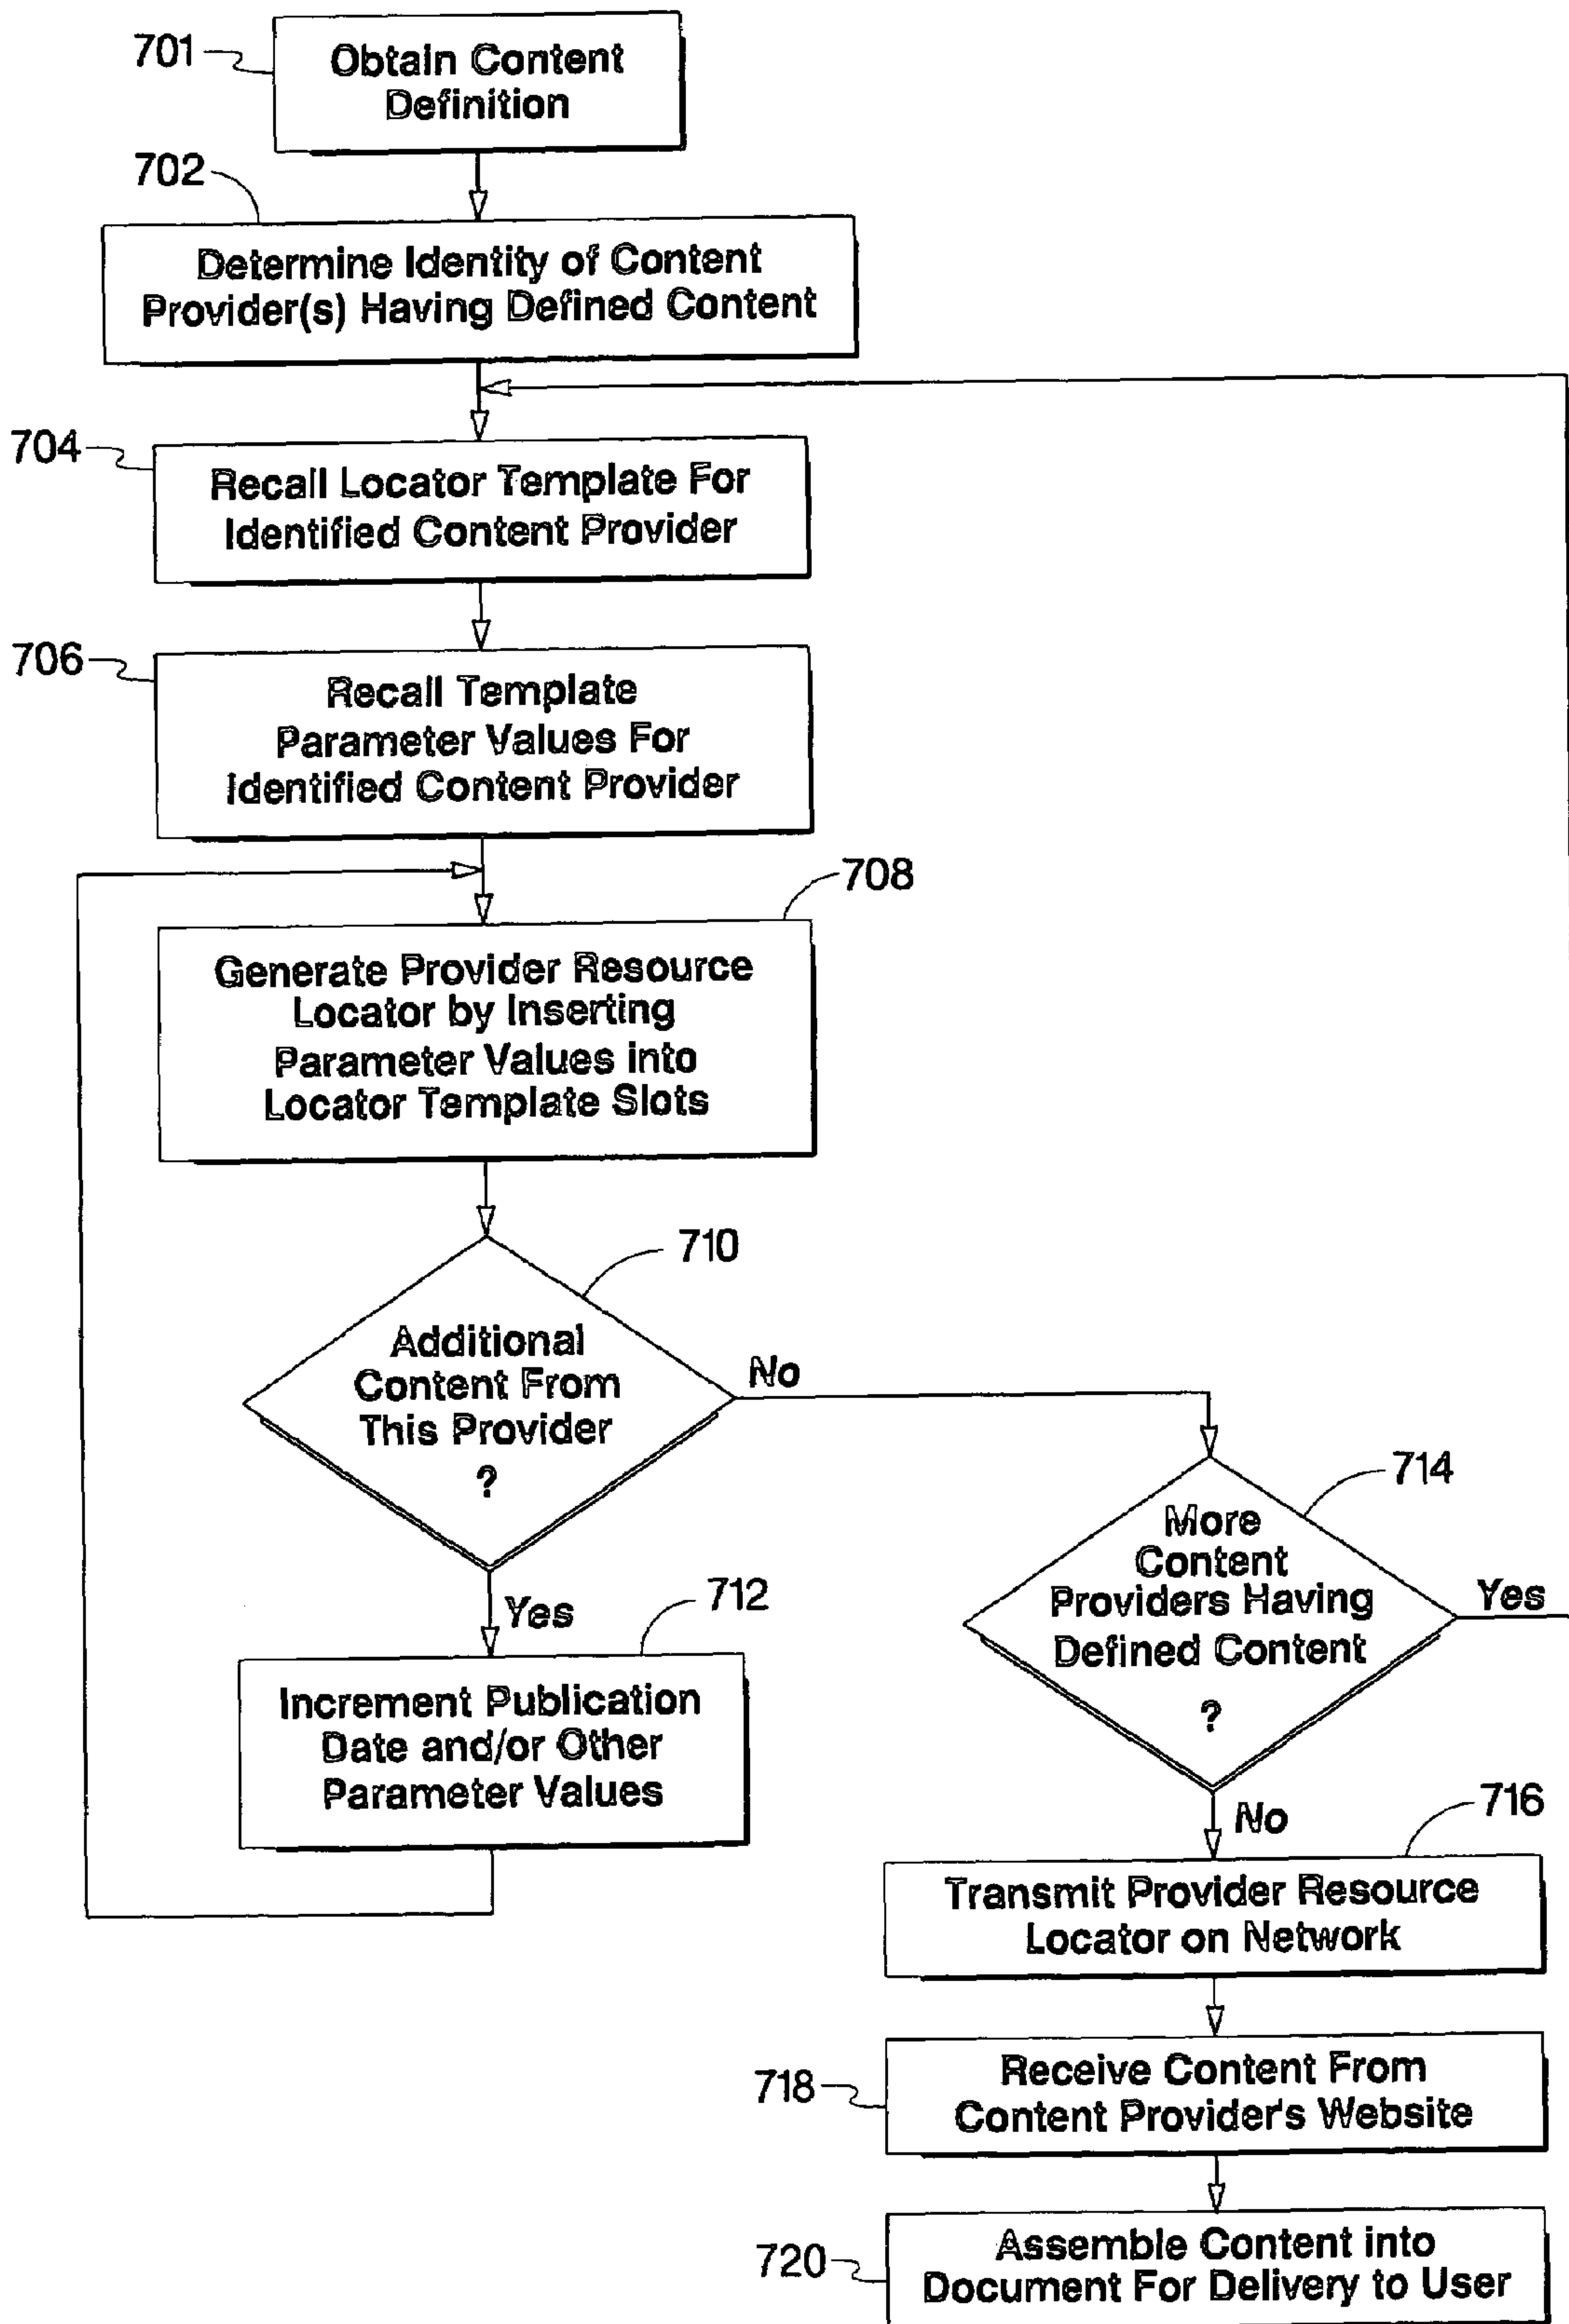 701
Obtain Content
Definition
702
Determine Identity of Content
Provider(s) Having Defined Content
704
Recall Locator Template For
Identified Content Provider
706
Recall Template
Parameter Values For
Identified Content Provider
708
Generate Provider Resource
Locator by Inserting
Parameter Values into
Locator Template Slots
710
Additional
Content From
This Provider
?
No
Yes
712
Increment Publication
Date and/or Other
Parameter Values
714
More
Content
Providers Having
Defined Content
?
Yes
No
716
Transmit Provider Resource
Locator on Network
718
Receive Content From
Content Provider's Website
720
Assemble Content into
Document For Delivery to User